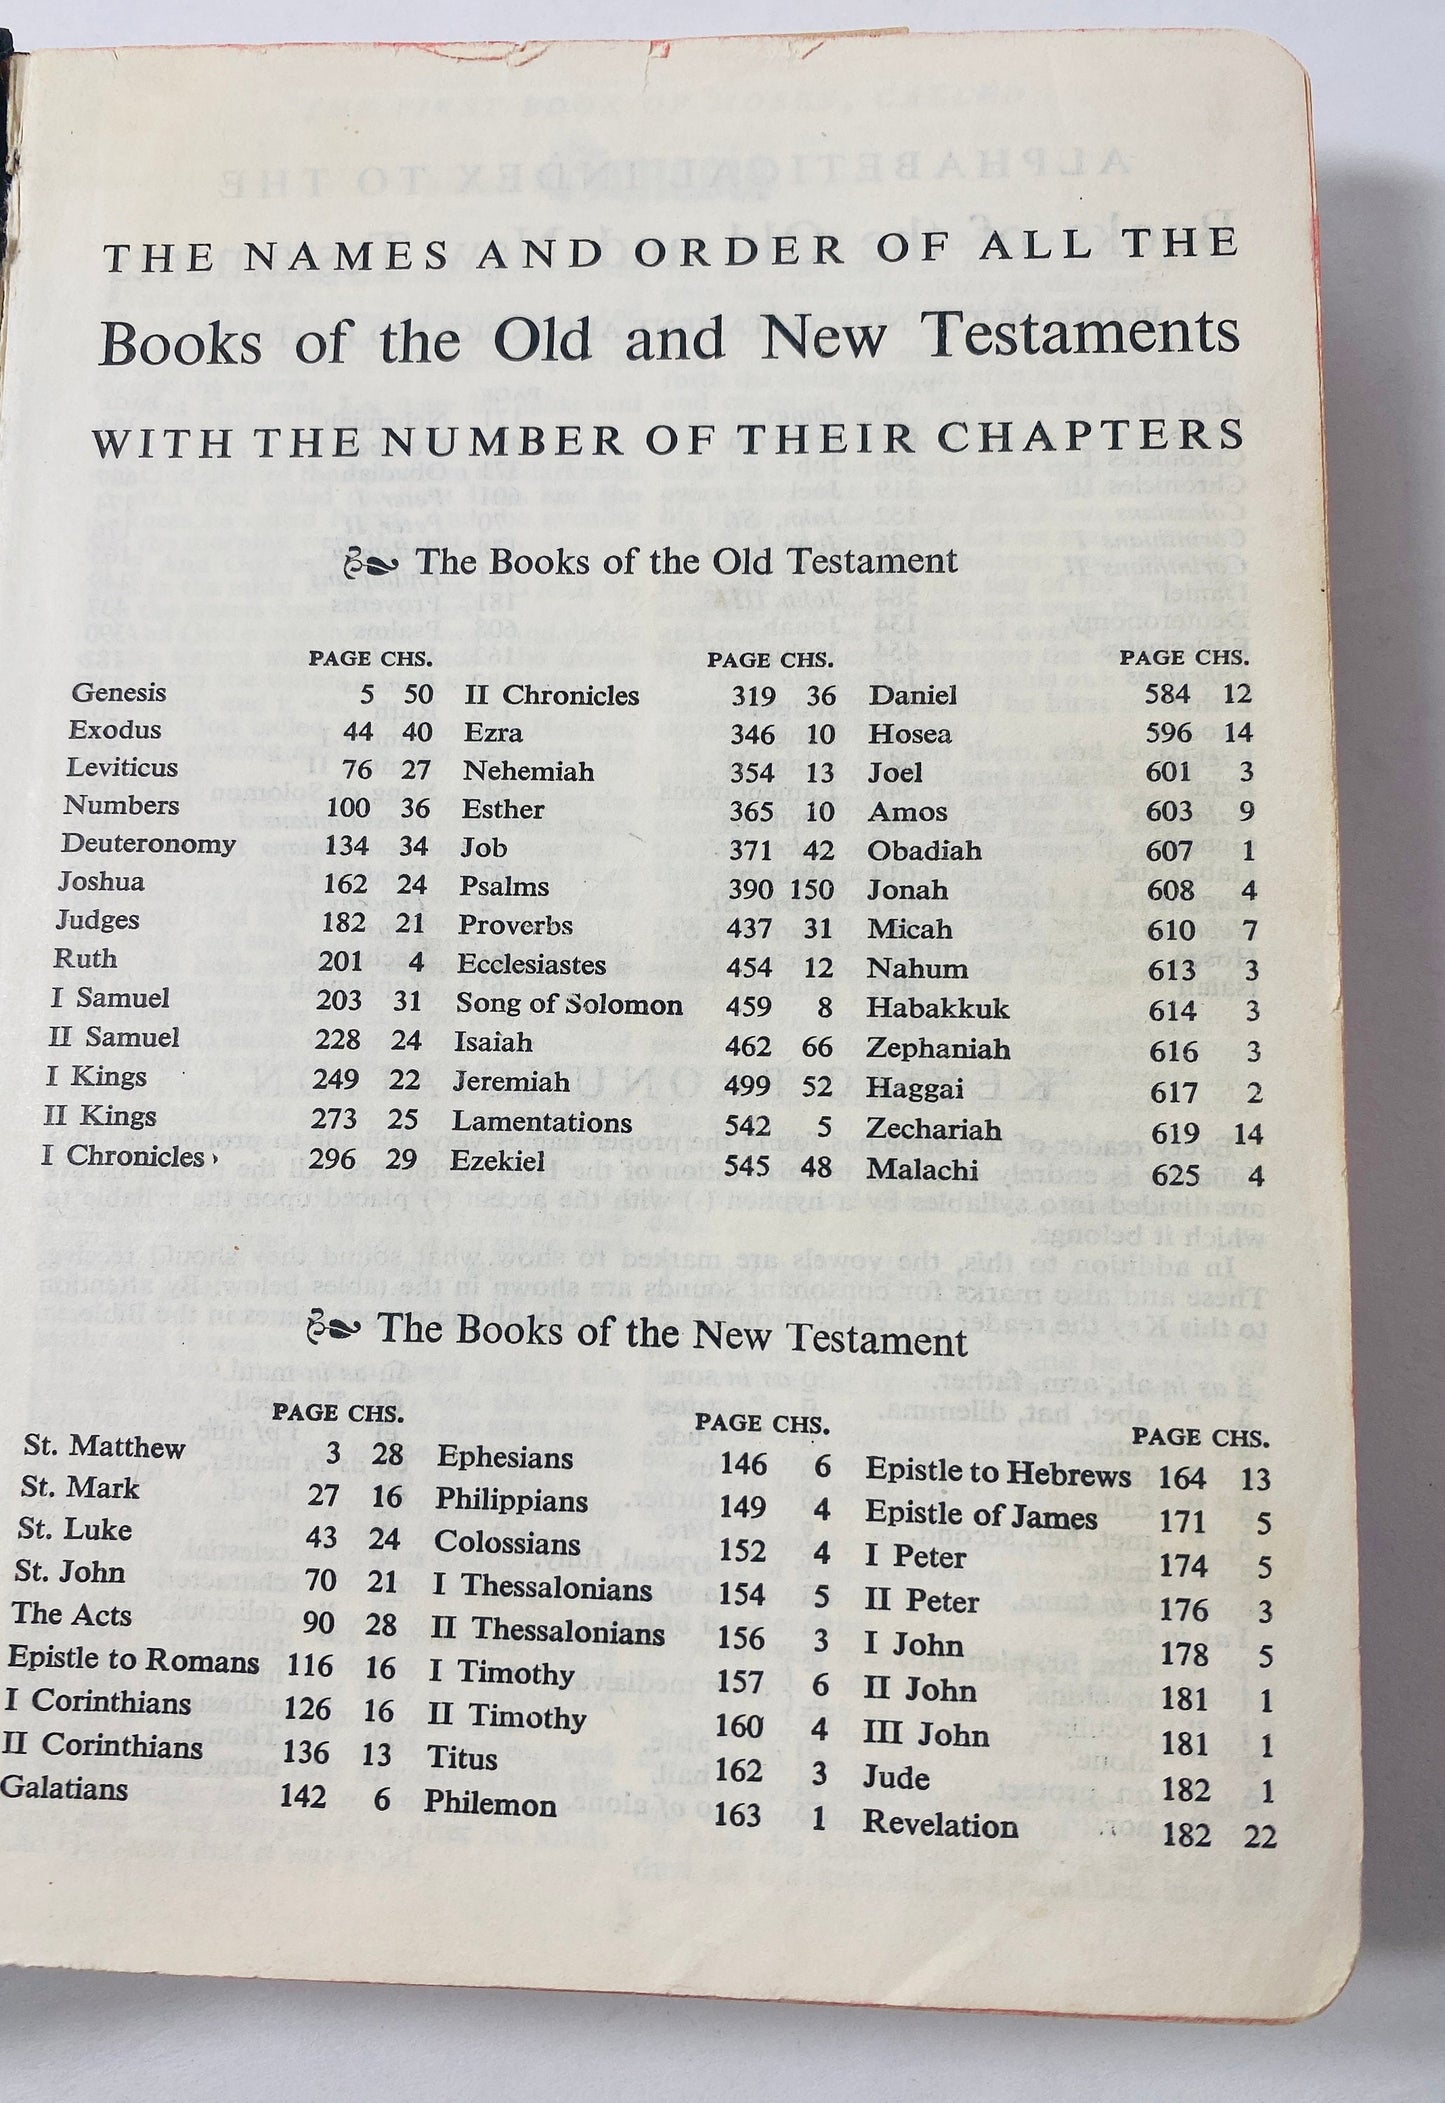 THE NAMES AND ORDER OF ALL THE
Books of the Old and New Testaments
WITH THE NUMBER OF THEIR CHAPTERS
The Books of the Old Testament
PAGE CHS. PAGE CHS. PAGE CHS.
Genesis 5 50 II Chronicles 319 36 Daniel 584 12
Exodus 44 40 Ezra 346 10 Hosea 596 14
Leviticus 76 27 Nehemiah 354 13 Joel 601 3
Numbers 100 36 Esther 365 10 Amos 603 9
Deuteronomy 134 34 Job 371 42 Obadiah 607 1
Joshua 162 24 Psalms 390 150 Jonah 608 4
Judges 182 21 Proverbs 437 31 Micah 610 7
Ruth 201 4 Ecclesiastes 454 12 Nahum 613 3
I Samuel 203 31 Song of Solomon 459 8 Habakkuk 614 3
II Samuel 228 24 Isaiah 462 66 Zephaniah 616 3
I Kings 249 22 Jeremiah 499 52 Haggai 617 2
II Kings 273 25 Lamentations 542 5 Zechariah 619 14
I Chronicles 296 29 Ezekiel 545 48 Malachi 625 4
The Books of the New Testament
PAGE CHS. PAGE CHS. PAGE CHS.
St. Matthew 3 28 Ephesians 146 6 Epistle to Hebrews 164 13
St. Mark 27 16 Philippians 149 4 Epistle of James 171 5
St. Luke 43 24 Colossians 152 4 I Peter 174 5
St. John 70 21 I Thessalonians 154 5 II Peter 176 3
The Acts 90 28 II Thessalonians 156 3 I John 178 5
Epistle to Romans 116 16 I Timothy 157 6 II John 181 1
I Corinthians 126 16 II Timothy 160 4 III John 181 1
II Corinthians 136 13 Titus 162 3 Jude 182 1
Galatians 142 6 Philemon 163 1 Revelation 182 22